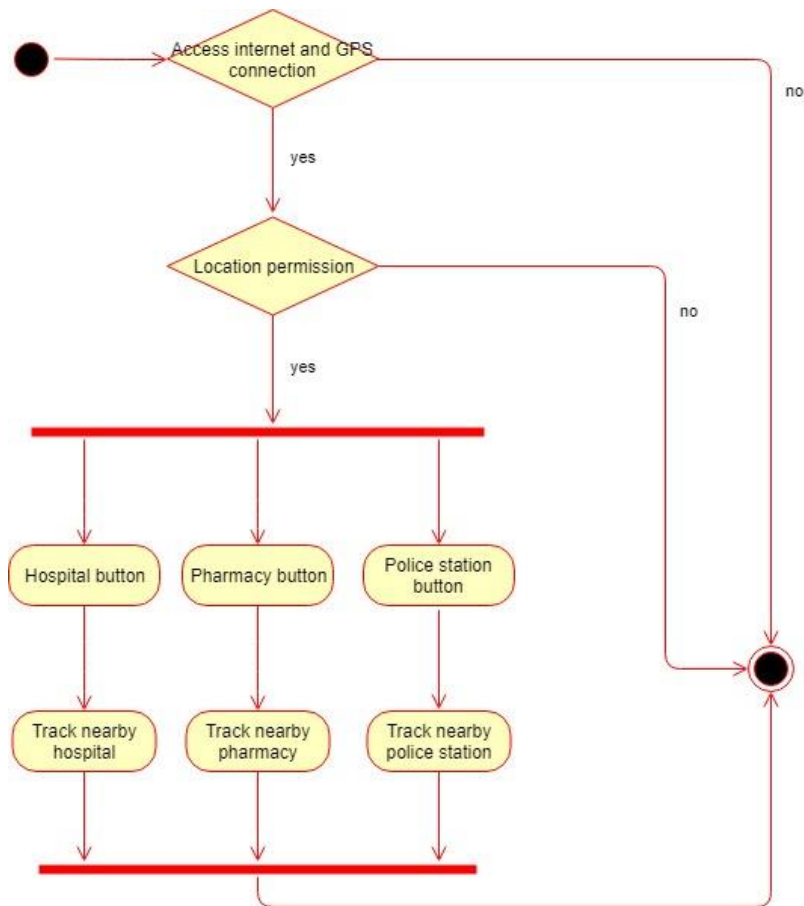 Access internet and GPS
connection
no
yes
Location permission
no
yes
Hospital button
Pharmacy button
Police station
button
Track nearby
hospital
Track nearby
pharmacy
Track nearby
police station